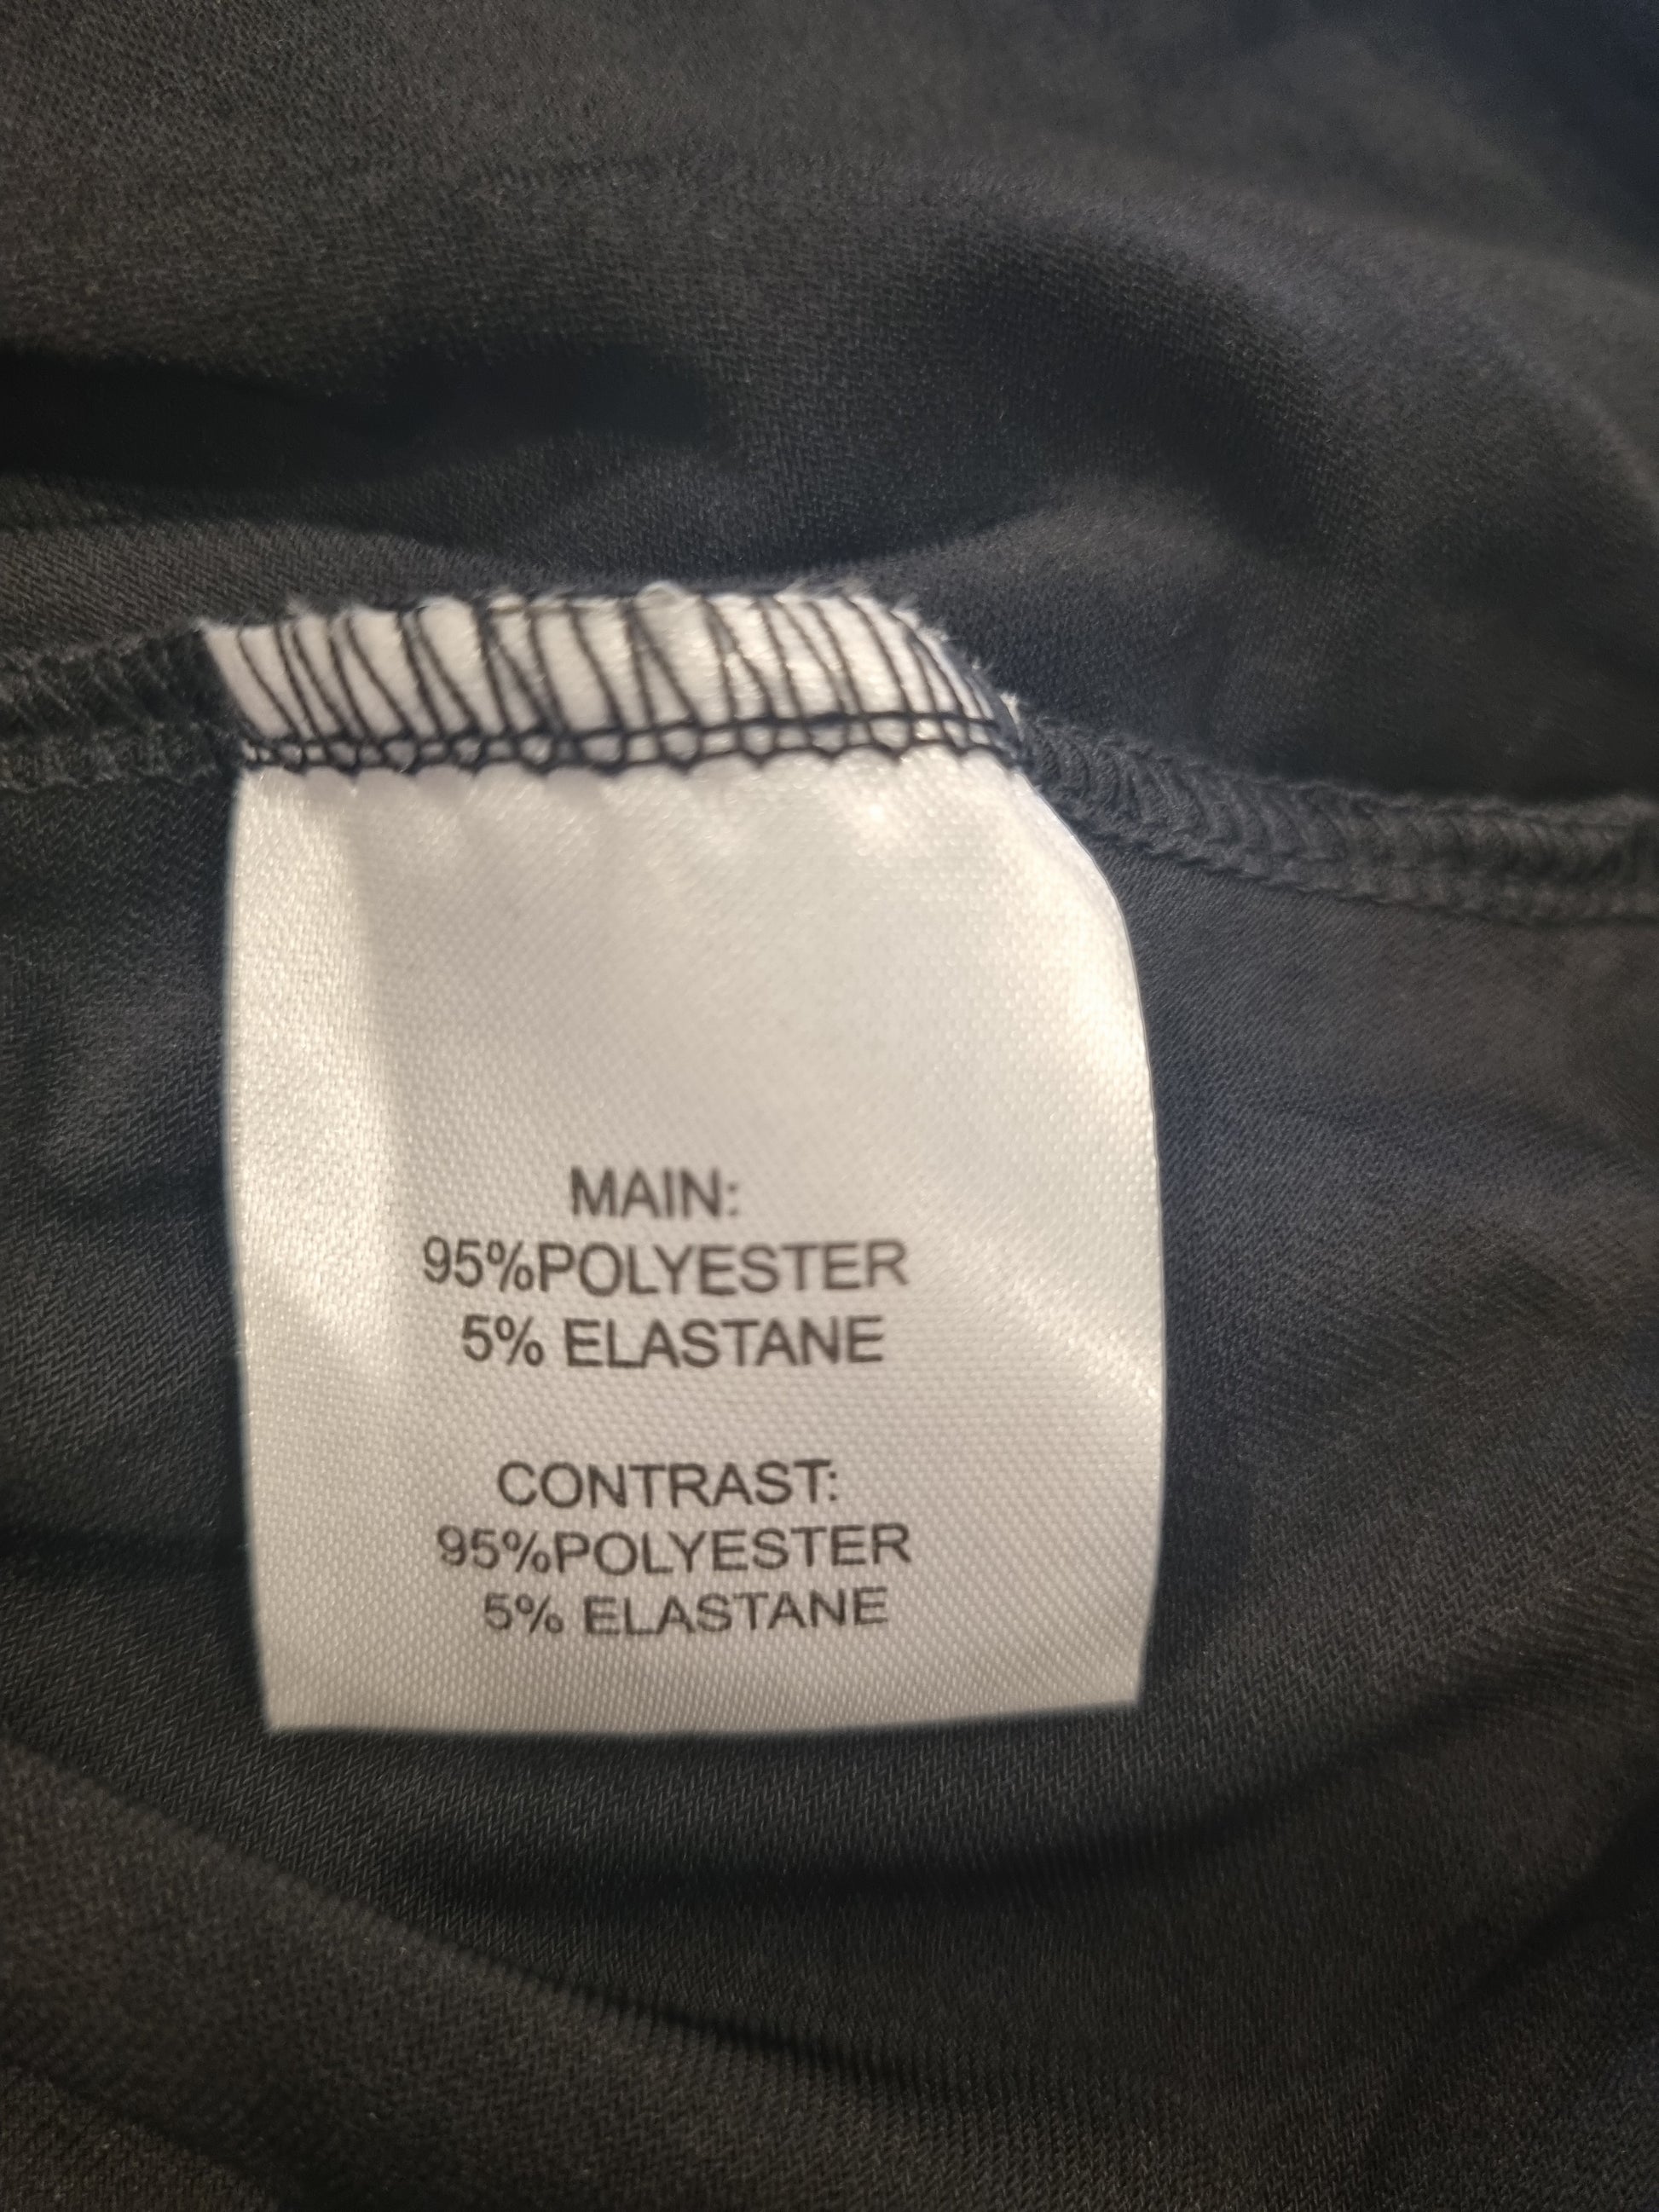 MAIN:
95%POLYESTER
5% ELASTANE
CONTRAST:
95%POLYESTER
5% ELASTANE